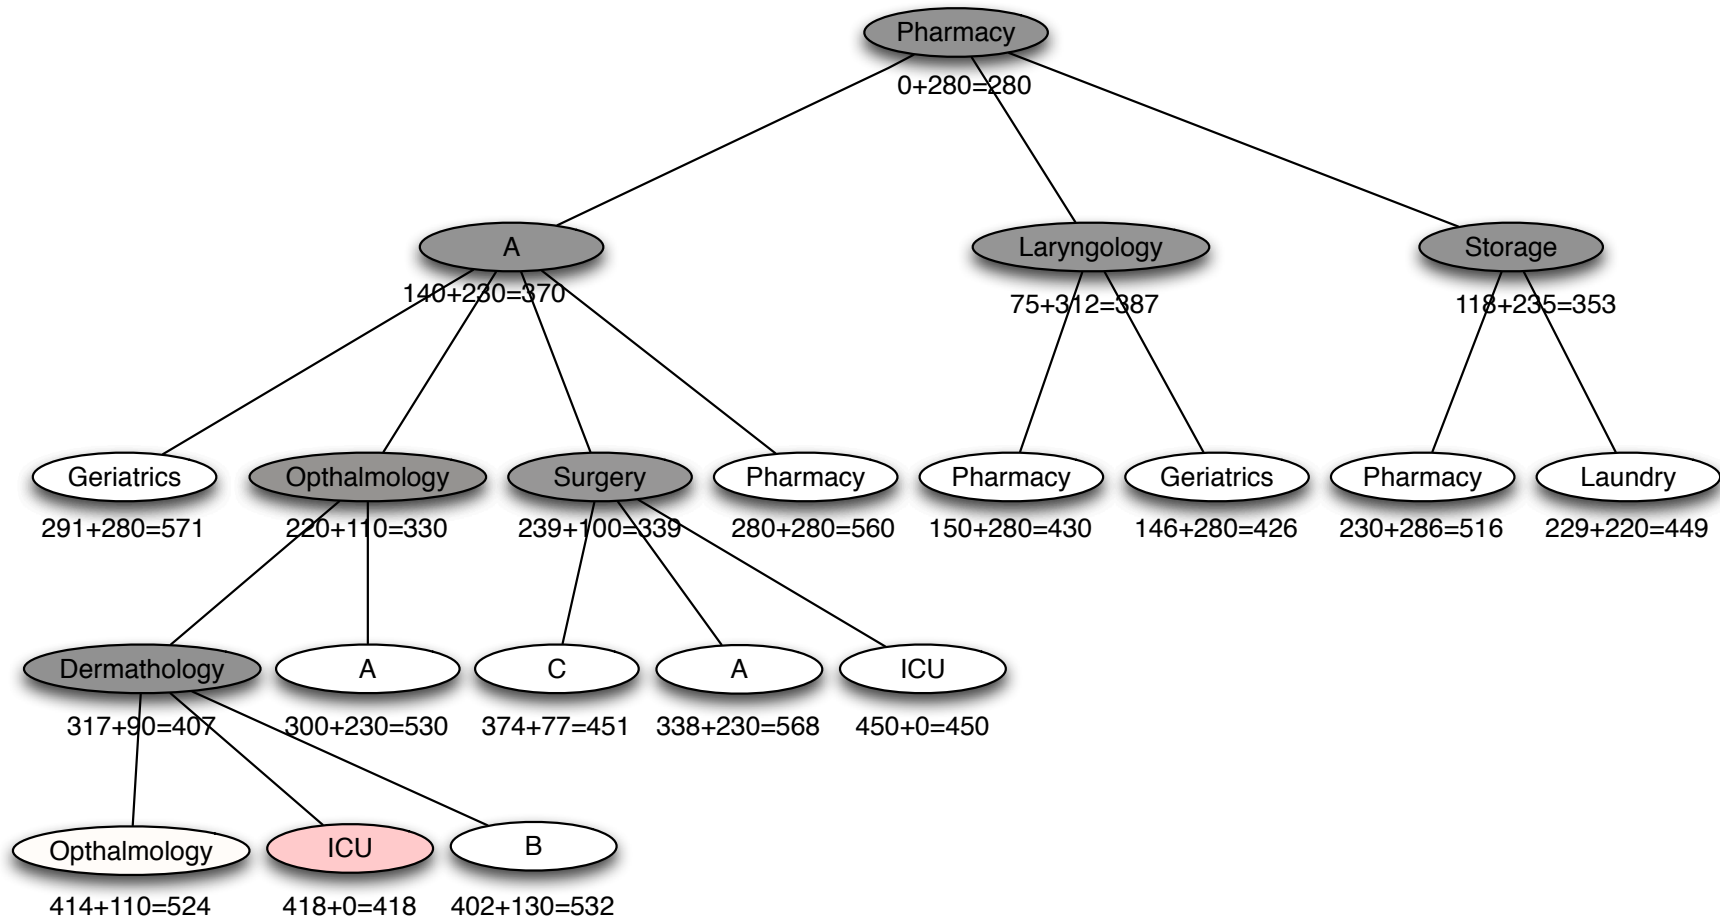 Pharmacy
0+280=280
A
140+230=370
Laryngology
75+312=387
Storage
118+235=353
Geriatrics
291+280=571
Opthalmology
220+110=330
Surgery
239+100=339
Pharmacy
280+280=560
Pharmacy
150+280=430
Geriatrics
146+280=426
Pharmacy
230+286=516
Laundry
229+220=449
Dermathology
317+90=407
A
300+230=530
C
374+77=451
A
338+230=568
ICU
450+0=450
Opthalmology
414+110=524
ICU
418+0=418
B
402+130=532